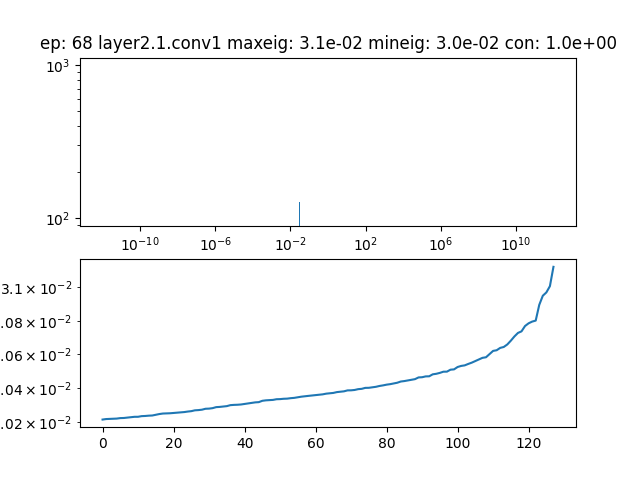 ep: 68 layer2.1.conv1 maxeig: 3.1e-02 mineig: 3.0e-02 con: 1.0e+00
10³
10²
10⁻¹⁰ 10⁻⁶ 10⁻² 10² 10⁶ 10¹⁰
3.1 × 10⁻²
.08 × 10⁻²
.06 × 10⁻²
.04 × 10⁻²
.02 × 10⁻²
0 20 40 60 80 100 120